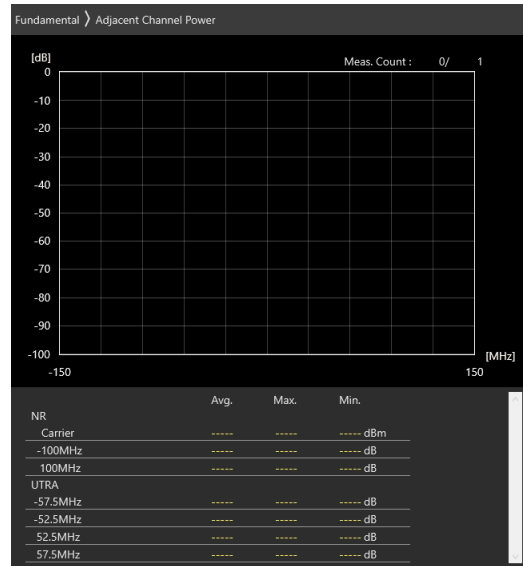 Fundamental 〉 Adjacent Channel Power
[dB]
Meas. Count : 0/ 1
0
-10
-20
-30
-40
-50
-60
-70
-80
-90
-100
[MHz]
-150 150
Avg. Max. Min.
NR
Carrier ----- ----- ----- dBm
-100MHz ----- ----- ----- dB
100MHz ----- ----- ----- dB
UTRA
-57.5MHz ----- ----- ----- dB
-52.5MHz ----- ----- ----- dB
52.5MHz ----- ----- ----- dB
57.5MHz ----- ----- ----- dB